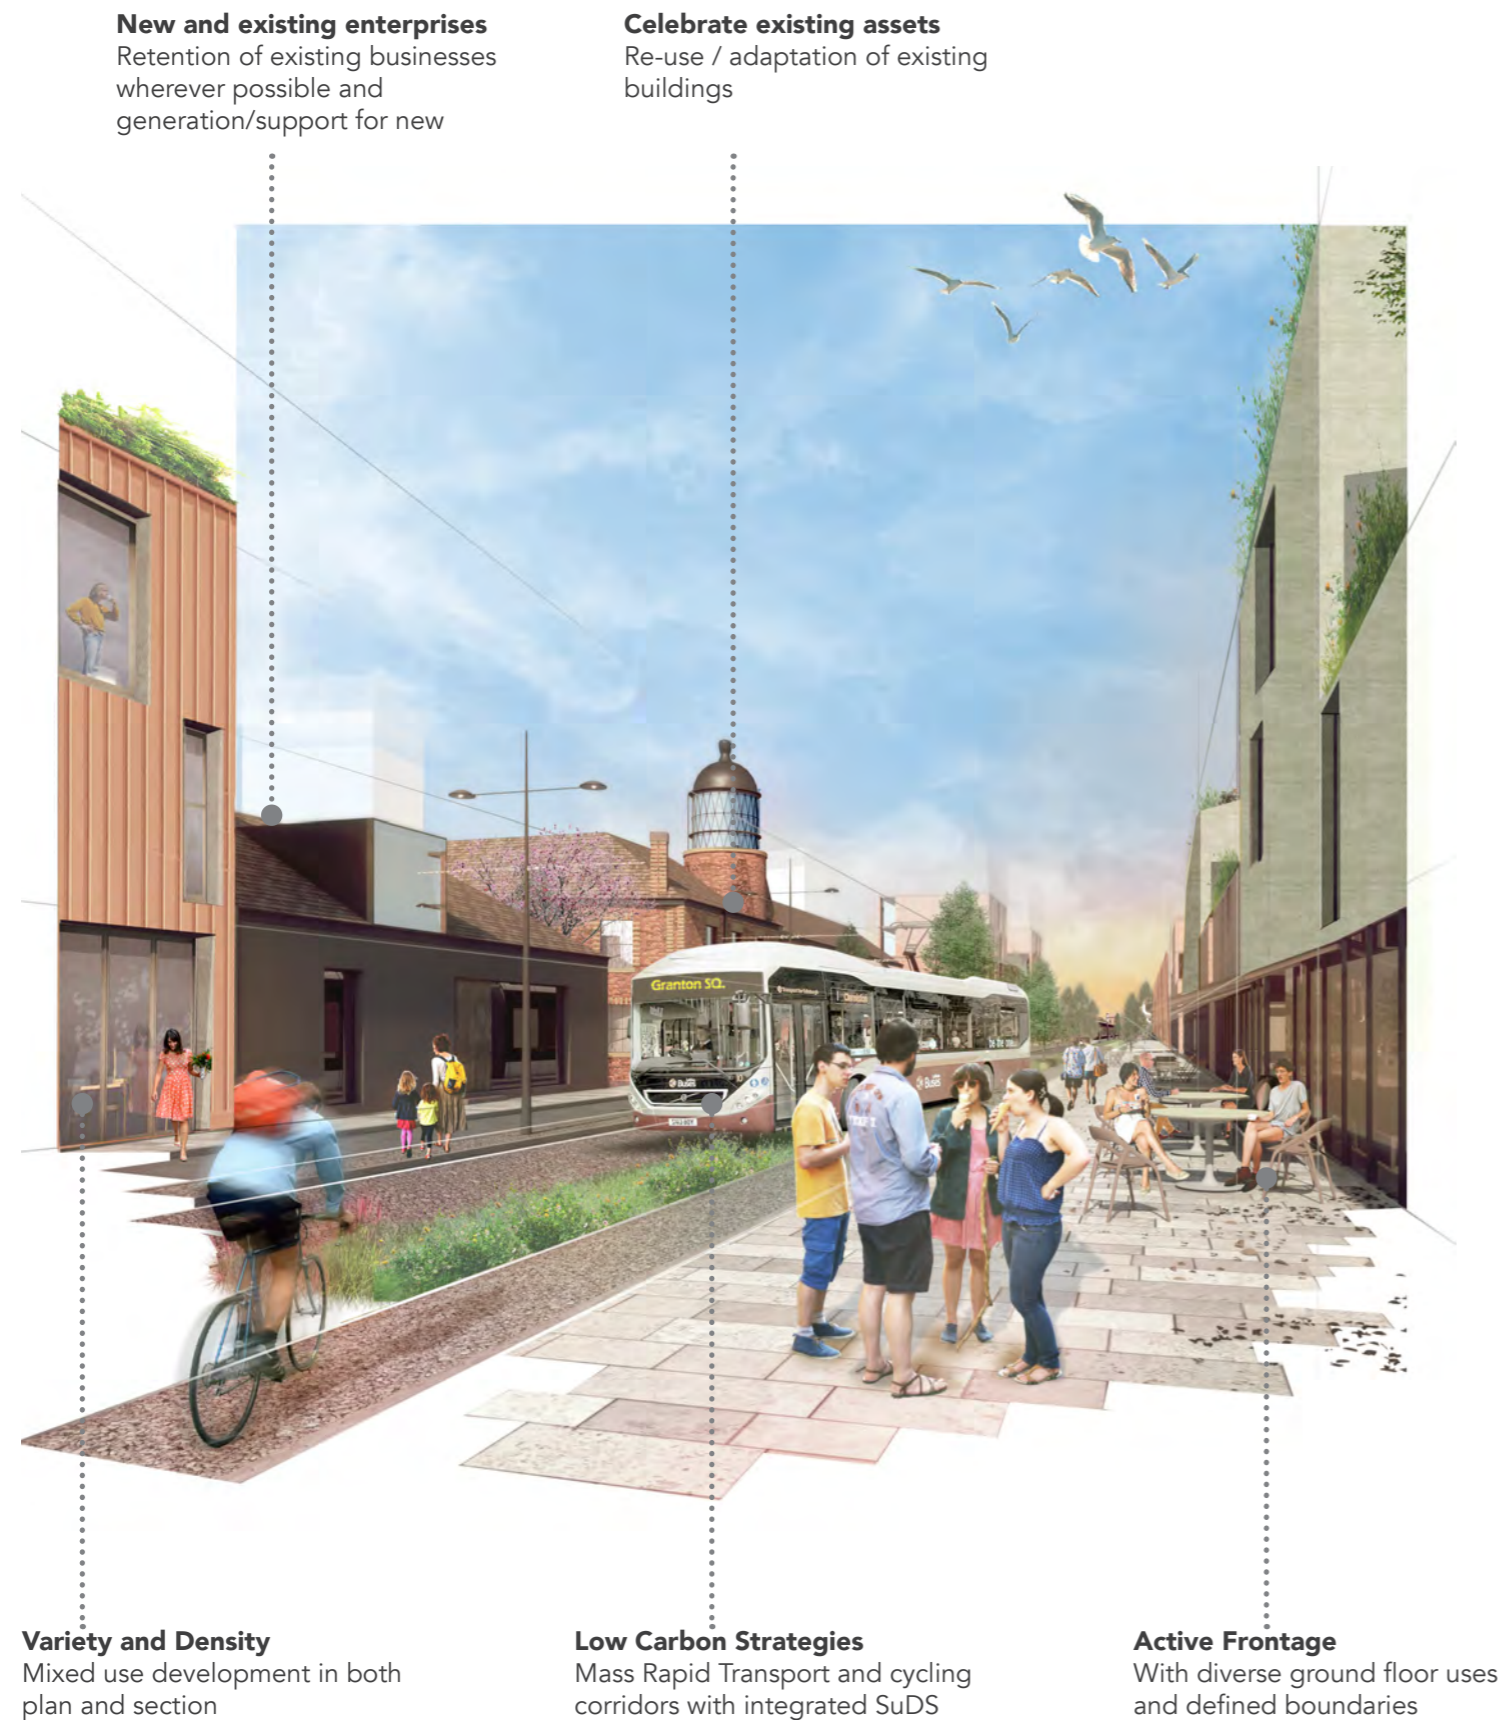 New and existing enterprises
Retention of existing businesses
wherever possible and
generation/support for new
Celebrate existing assets
Re-use / adaptation of existing
buildings
Granton SQ.
Buses
Variety and Density
Mixed use development in both
plan and section
Low Carbon Strategies
Mass Rapid Transport and cycling
corridors with integrated SuDS
Active Frontage
With diverse ground floor uses
and defined boundaries